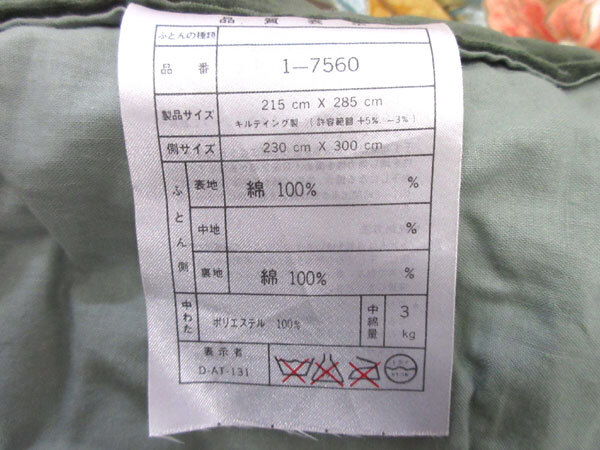 品質表
ふとんの種類
品番 1-7560
製品サイズ 215 cm X 285 cm
キルティング製 (許容範囲 +5% -3%)
側サイズ 230 cm X 300 cm
ふとん側 表地 綿 100% %
中地 %
裏地 綿 100% %
中わた ポリエステル 100% 中綿量 3 kg
表示者
D-AT-131